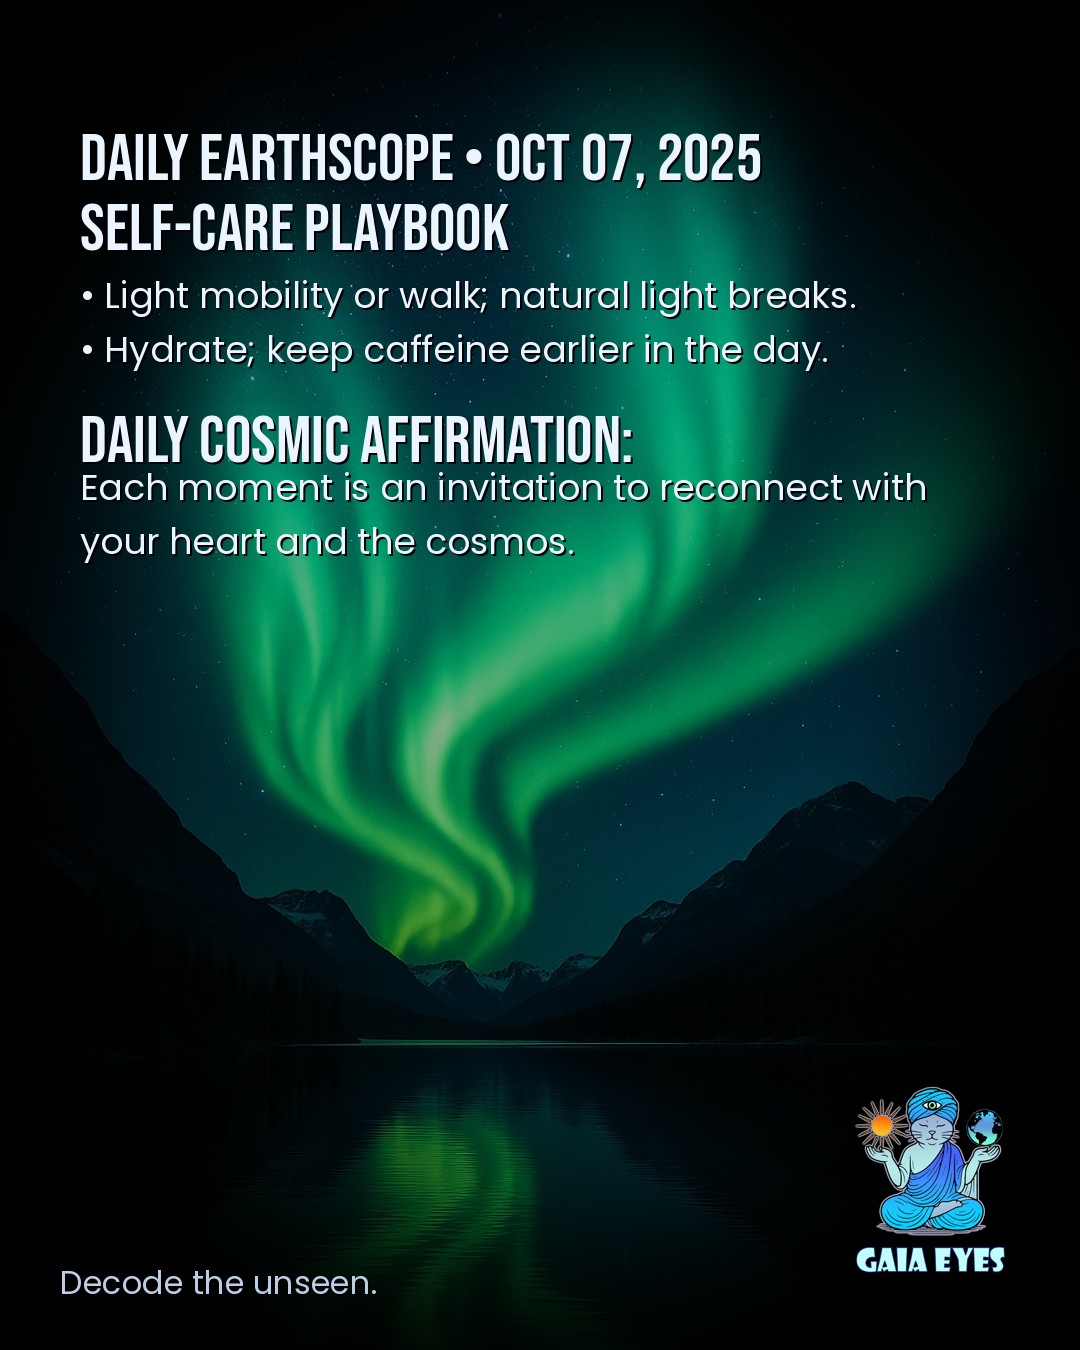 DAILY EARTHSCOPE • OCT 07, 2025
SELF-CARE PLAYBOOK
• Light mobility or walk; natural light breaks.
• Hydrate; keep caffeine earlier in the day.
DAILY COSMIC AFFIRMATION:
Each moment is an invitation to reconnect with
your heart and the cosmos.
GAIA EYES
Decode the unseen.